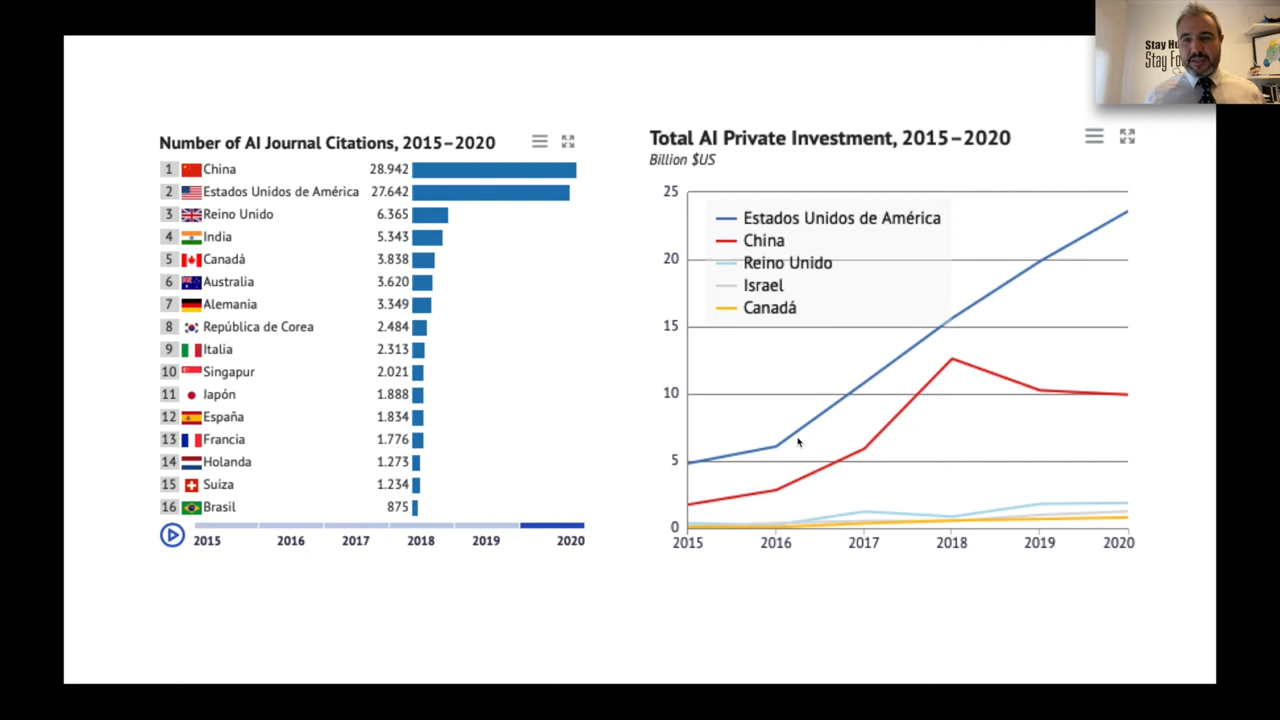 Stay
Stay
Number of AI Journal Citations, 2015–2020
1 China 28.942
2 Estados Unidos de América 27.642
3 Reino Unido 6.365
4 India 5.343
5 Canadá 3.838
6 Australia 3.620
7 Alemania 3.349
8 República de Corea 2.484
9 Italia 2.313
10 Singapur 2.021
11 Japón 1.888
12 España 1.834
13 Francia 1.776
14 Holanda 1.273
15 Suiza 1.234
16 Brasil 875
2015 2016 2017 2018 2019 2020
Total AI Private Investment, 2015–2020
Billion $US
25
20
15
10
5
0
Estados Unidos de América
China
Reino Unido
Israel
Canadá
2015 2016 2017 2018 2019 2020